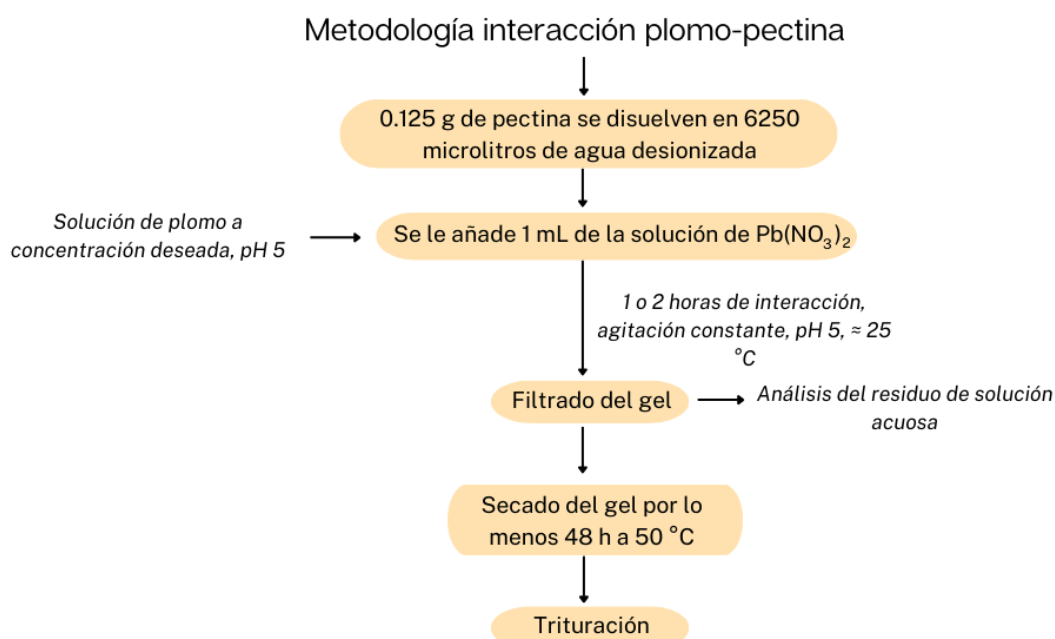 Metodología interacción plomo-pectina
0.125 g de pectina se disuelven en 6250
microlitros de agua desionizada
Solución de plomo a
concentración deseada, pH 5
Se le añade 1 mL de la solución de Pb(NO₃)₂
1 o 2 horas de interacción,
agitación constante, pH 5, ≈ 25
°C
Filtrado del gel
Análisis del residuo de solución
acuosa
Secado del gel por lo
menos 48 h a 50 °C
Trituración